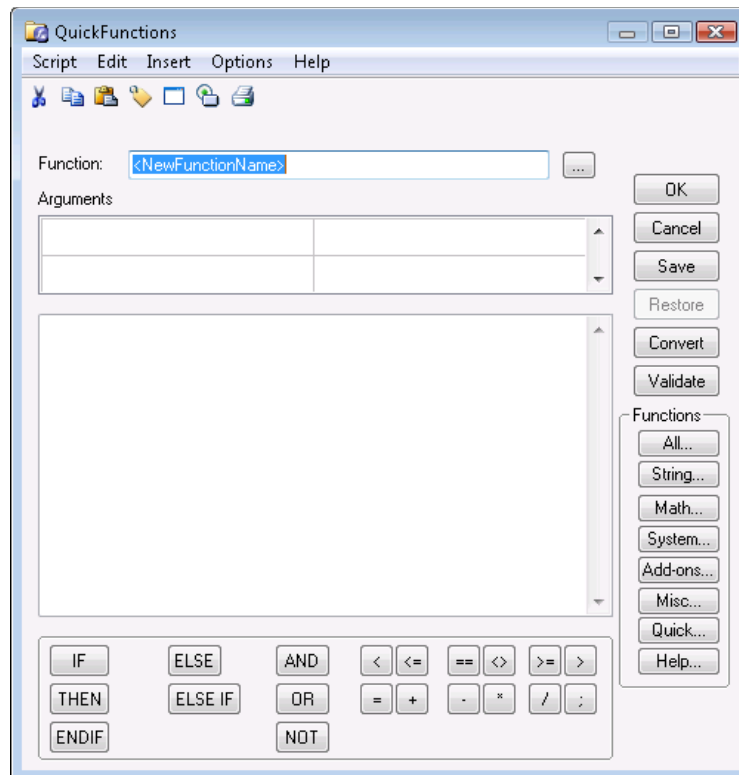 QuickFunctions
Script Edit Insert Options Help
Function: <NewFunctionName> ...
Arguments
OK
Cancel
Save
Restore
Convert
Validate
Functions
All...
String...
Math...
System...
Add-ons...
Misc...
Quick...
Help...
IF ELSE AND < <= == <> >= >
THEN ELSE IF OR = + - * / ;
ENDIF NOT